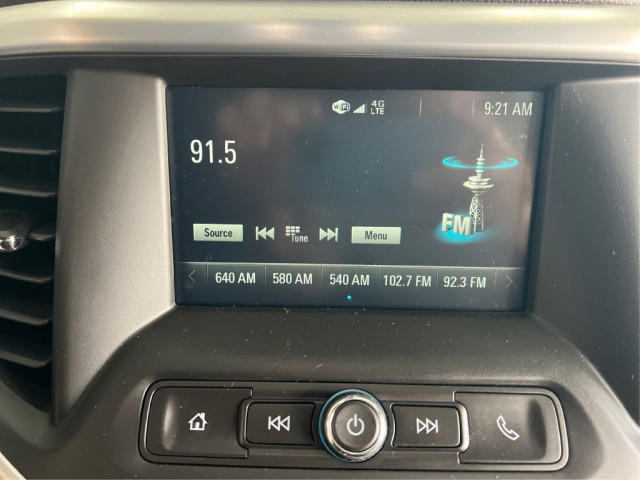 WiFi 4G LTE 9:21 AM
91.5
FM
Source Tune Menu
640 AM 580 AM 540 AM 102.7 FM 92.3 FM